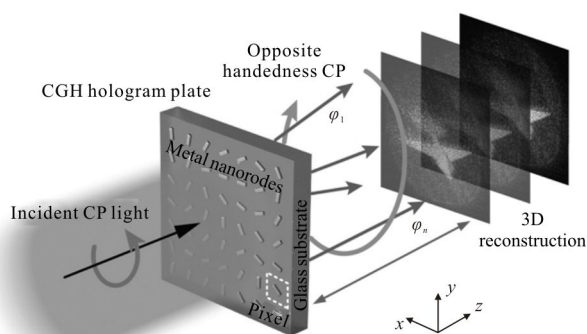 Opposite
handedness CP
CGH hologram plate
φ1
Metal nanorodes
Incident CP light
Glass substrate
φn
3D
reconstruction
Pixel
y
z
x